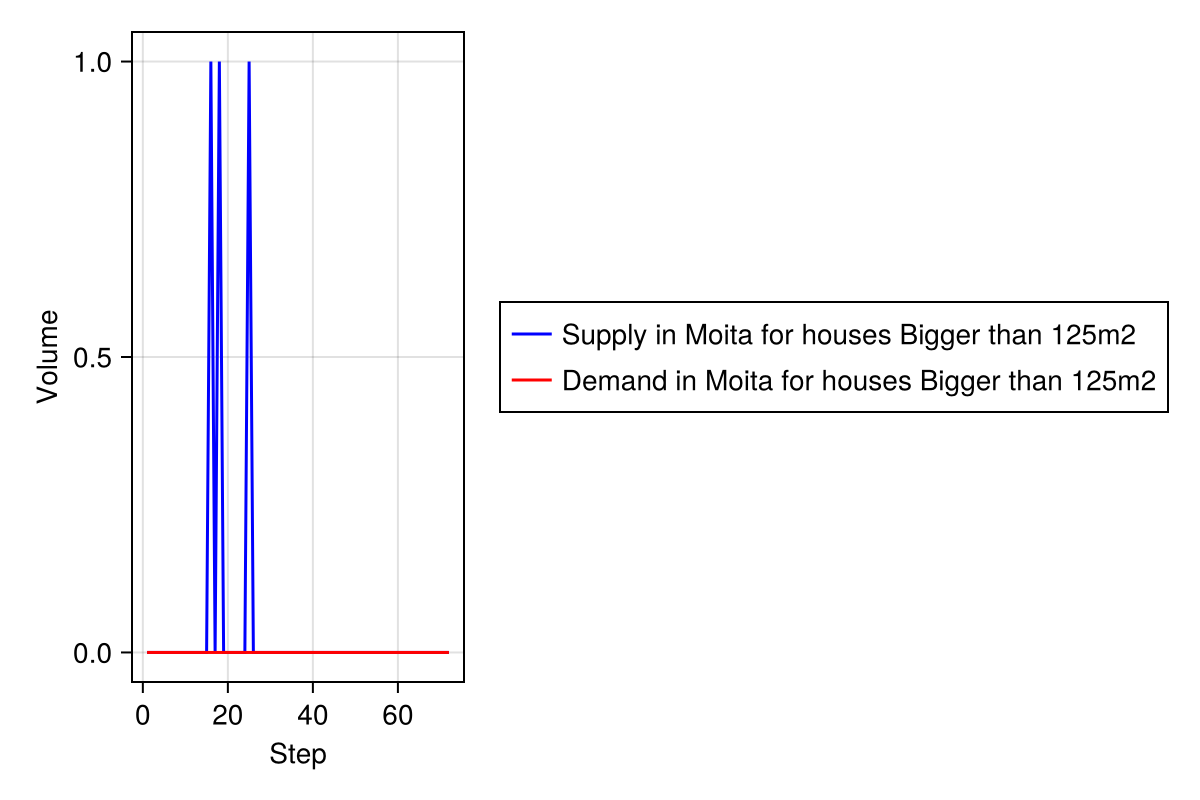 1.0
0.5
0.0
Volume
0 20 40 60
Step
Supply in Moita for houses Bigger than 125m2
Demand in Moita for houses Bigger than 125m2